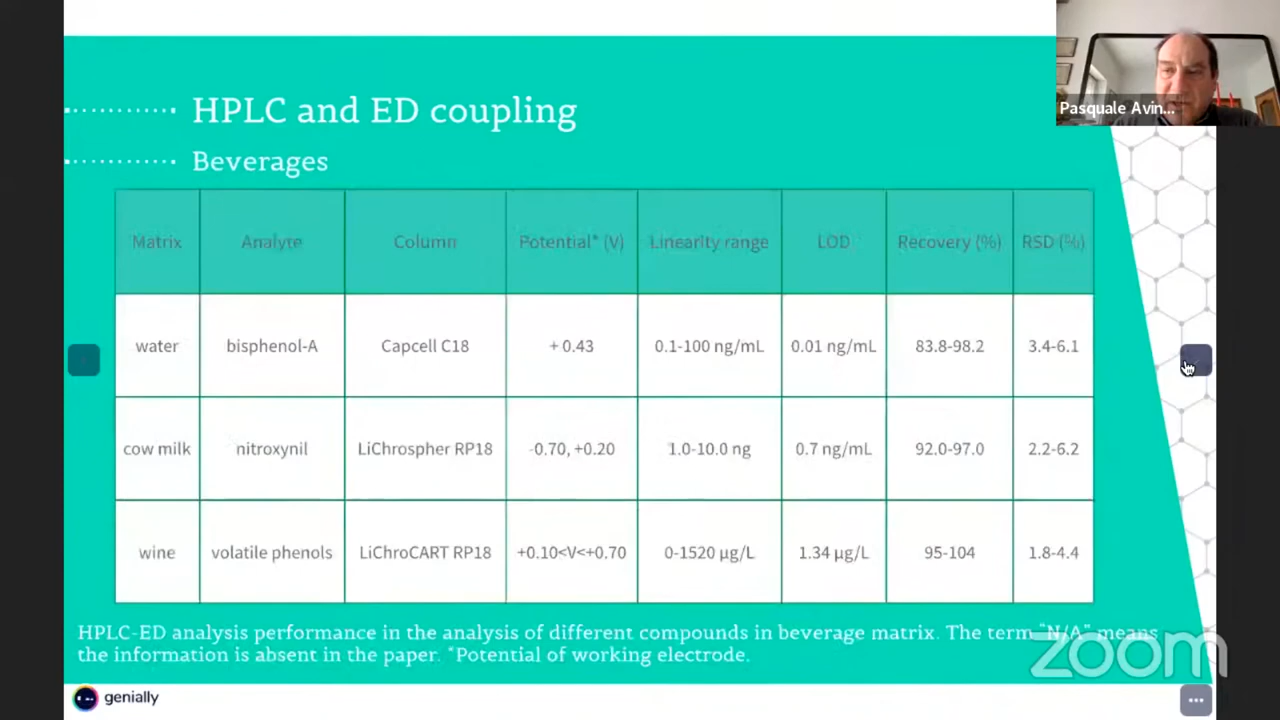 Pasquale Avin...
HPLC and ED coupling
Beverages
Matrix Analyte Column Potential* (V) Linearity range LOD Recovery (%) RSD (%)
water bisphenol-A Capcell C18 + 0.43 0.1-100 ng/mL 0.01 ng/mL 83.8-98.2 3.4-6.1
cow milk nitroxynil LiChrospher RP18 -0.70, +0.20 1.0-10.0 ng 0.7 ng/mL 92.0-97.0 2.2-6.2
wine volatile phenols LiChroCART RP18 +0.10<V<+0.70 0-1520 µg/L 1.34 µg/L 95-104 1.8-4.4
HPLC-ED analysis performance in the analysis of different compounds in beverage matrix. The term "N/A" means
the information is absent in the paper. *Potential of working electrode.
zoom
genially